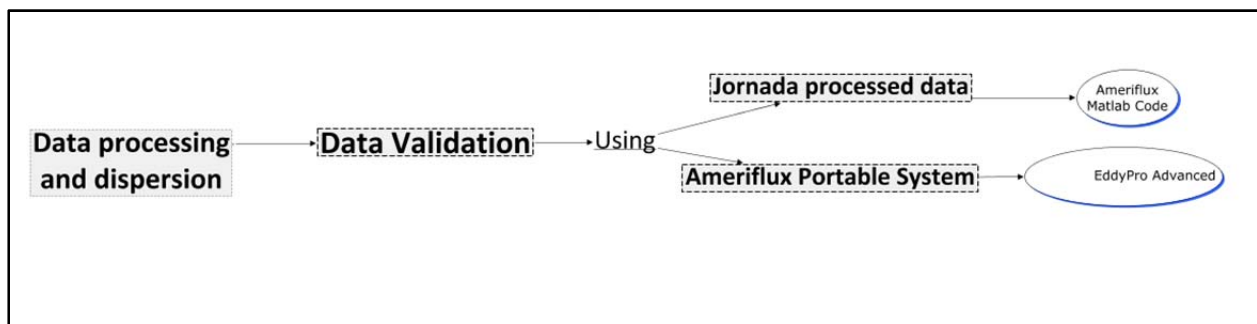 Data processing
and dispersion
Data Validation
Using
Jornada processed data
Ameriflux
Matlab Code
Ameriflux Portable System
EddyPro Advanced